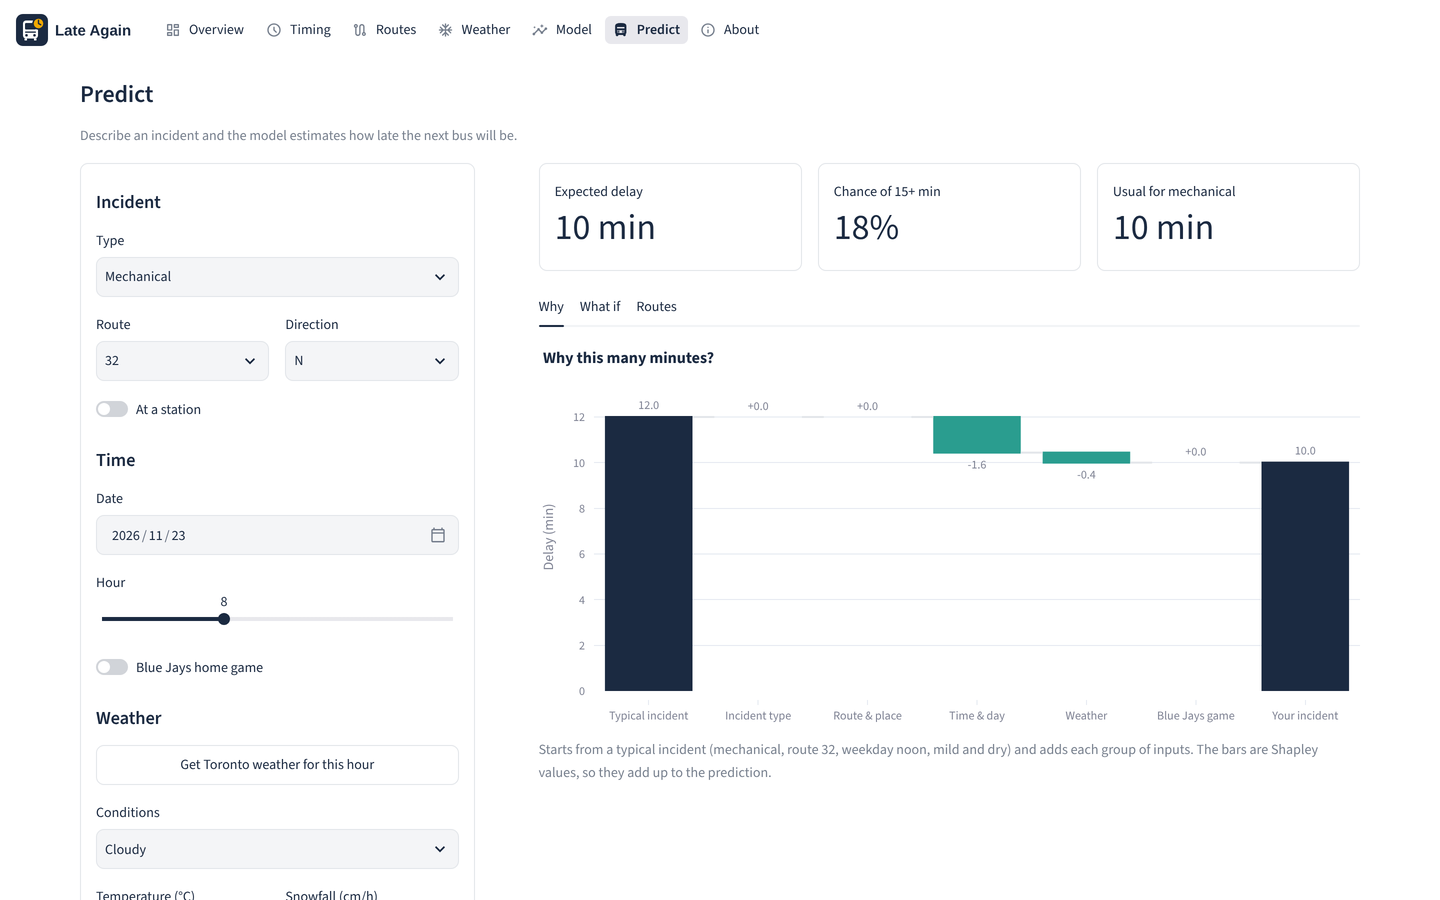 Late Again
Overview
Timing
Routes
Weather
Model
Predict
About
Predict
Describe an incident and the model estimates how late the next bus will be.
Incident
Type
Mechanical
Route
Direction
32
N
At a station
Time
Date
2026 / 11 / 23
Hour
8
Blue Jays home game
Weather
Get Toronto weather for this hour
Conditions
Cloudy
Temperature (°C)
Snowfall (cm/h)
Expected delay
10 min
Chance of 15+ min
18%
Usual for mechanical
10 min
Why
What if
Routes
Why this many minutes?
12.0
+0.0
+0.0
-1.6
-0.4
+0.0
10.0
Delay (min)
12
10
8
6
4
2
0
Typical incident
Incident type
Route & place
Time & day
Weather
Blue Jays game
Your incident
Starts from a typical incident (mechanical, route 32, weekday noon, mild and dry) and adds each group of inputs. The bars are Shapley
values, so they add up to the prediction.